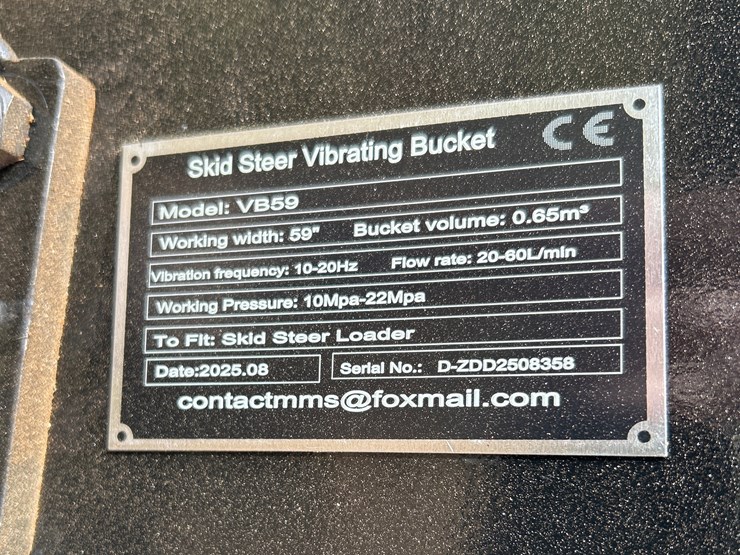 Skid Steer Vibrating Bucket CE
Model: VB59
Working width: 59" Bucket volume: 0.65m³
Vibration frequency: 10-20Hz Flow rate: 20-60L/min
Working Pressure: 10Mpa-22Mpa
To Fit: Skid Steer Loader
Date:2025.08 Serial No.: D-ZDD2508358
contactmms@foxmail.com